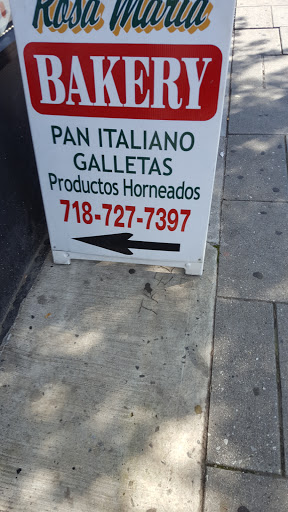 Rosa Maria
BAKERY
PAN ITALIANO
GALLETAS
Productos Horneados
718-727-7397